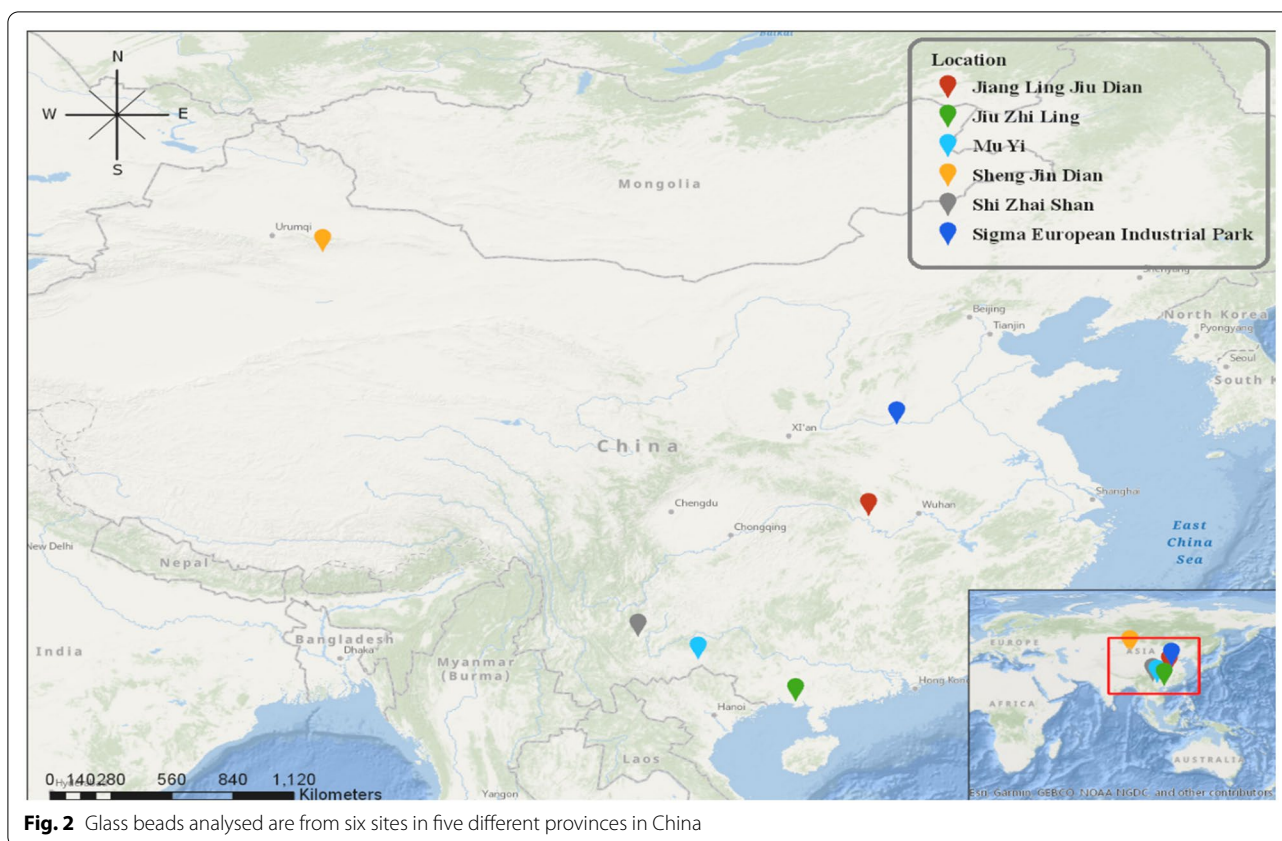 Baikal
N
W E
S
Location
Jiang Ling Jiu Dian
Jiu Zhi Ling
Mu Yi
Sheng Jin Dian
Shi Zhai Shan
Sigma European Industrial Park
Mongolia
Urumqi
Shenyang
Beijing
Tianjin
North Korea
Pyongyang
Seoul
South K
Xi'an
China
Chengdu
Chongqing
Wuhan
Shanghai
East
China
Sea
New Delhi
Nepal
India
Bangladesh
Dhaka
Myanmar
(Burma)
Hanoi
Hong Kong
Laos
Yangon
Hyderabad
0 140 280 560 840 1,120
Kilometers
EUROPE
ASIA
AFRICA
AUSTRALIA
Esri, Garmin, GEBCO, NOAA NGDC, and other contributors
Fig. 2 Glass beads analysed are from six sites in five different provinces in China